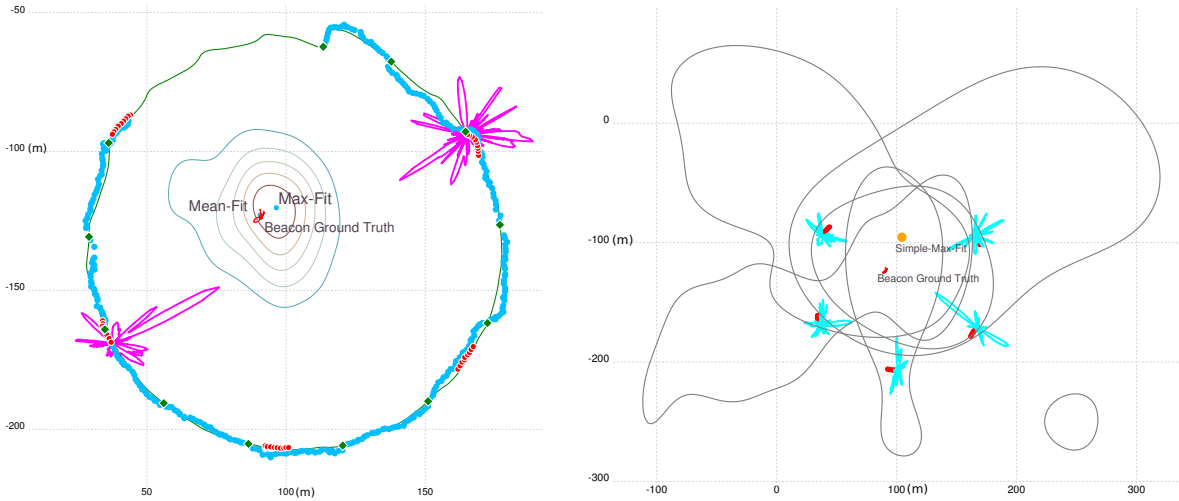 -50
-100 (m)
-150
-200
50
100 (m)
150
Mean-Fit
Max-Fit
Beacon Ground Truth
0
-100 (m)
-200
-300
-100
0
100 (m)
200
300
Simple-Max-Fit
Beacon Ground Truth